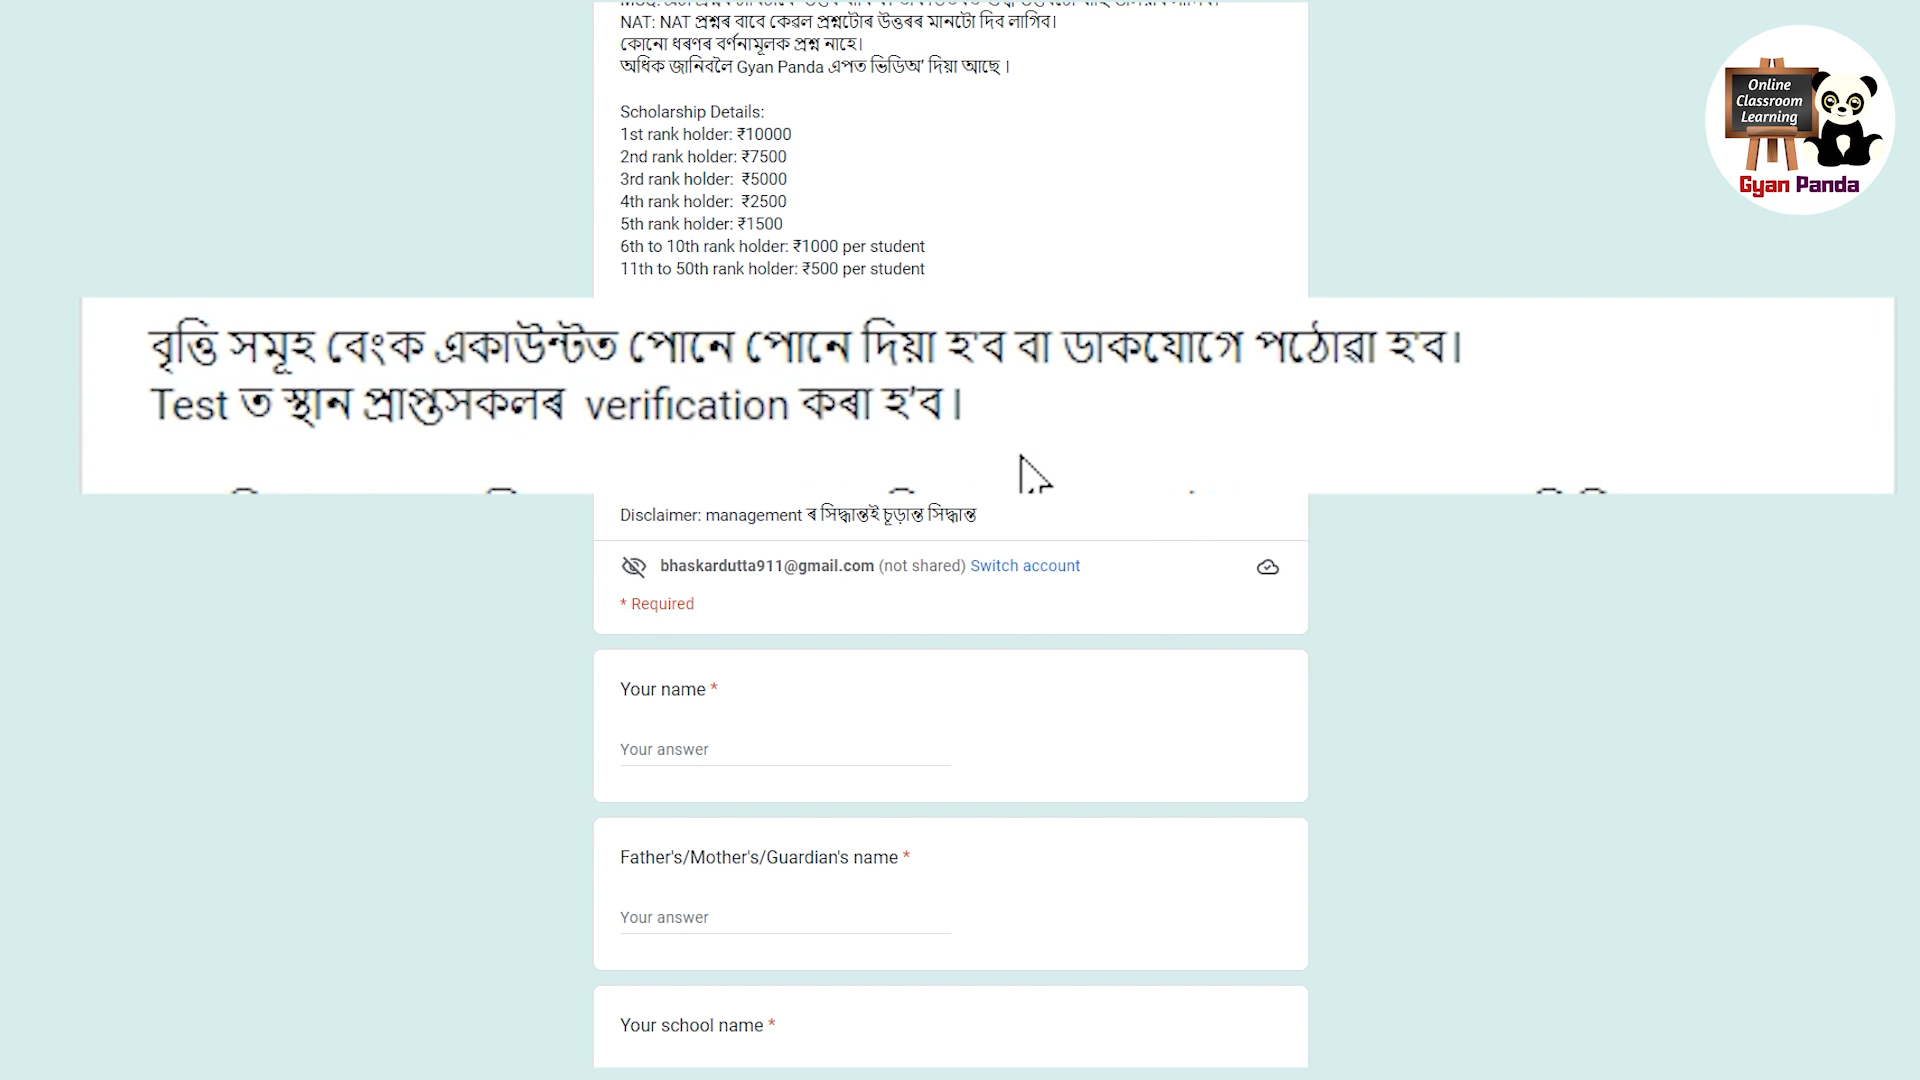 NAT: NAT প্ৰশ্নৰ বাবে কেৱল প্ৰশ্নটোৰ উত্তৰৰ মানটো দিব লাগিব।
কোনো ধৰণৰ বৰ্ণনামূলক প্ৰশ্ন নাহে।
অধিক জানিবলৈ Gyan Panda এপত ভিডিঅ’ দিয়া আছে ।
Scholarship Details:
1st rank holder: ₹10000
2nd rank holder: ₹7500
3rd rank holder: ₹5000
4th rank holder: ₹2500
5th rank holder: ₹1500
6th to 10th rank holder: ₹1000 per student
11th to 50th rank holder: ₹500 per student
বৃত্তি সমূহ বেংক একাউন্টত পোনে পোনে দিয়া হ'ব বা ডাকযোগে পঠোৱা হ'ব।
Test ত স্থান প্ৰাপ্তসকলৰ verification কৰা হ’ব ।
Disclaimer: management ৰ সিদ্ধান্তই চূড়ান্ত সিদ্ধান্ত
bhaskardutta911@gmail.com (not shared) Switch account
* Required
Your name *
Your answer
Father's/Mother's/Guardian's name *
Your answer
Your school name *
Online
Classroom
Learning
Gyan Panda